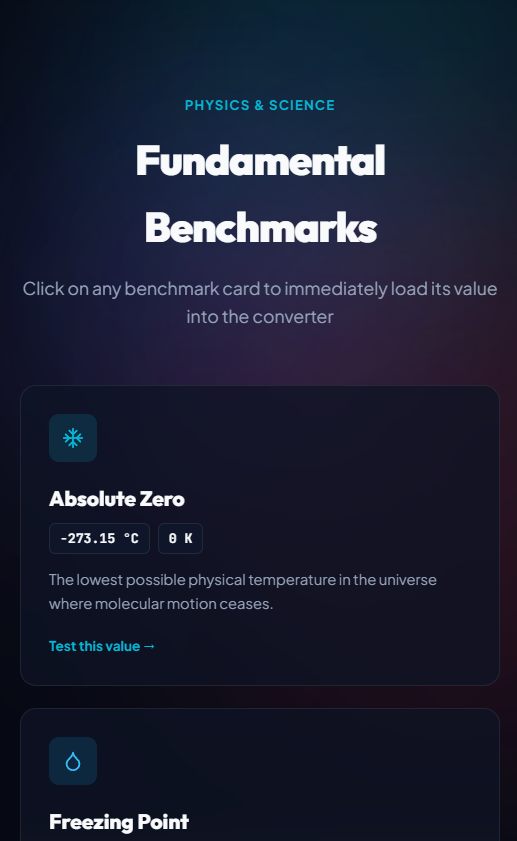 PHYSICS & SCIENCE
Fundamental
Benchmarks
Click on any benchmark card to immediately load its value
into the converter
Absolute Zero
-273.15 °C 0 K
The lowest possible physical temperature in the universe
where molecular motion ceases.
Test this value →
Freezing Point